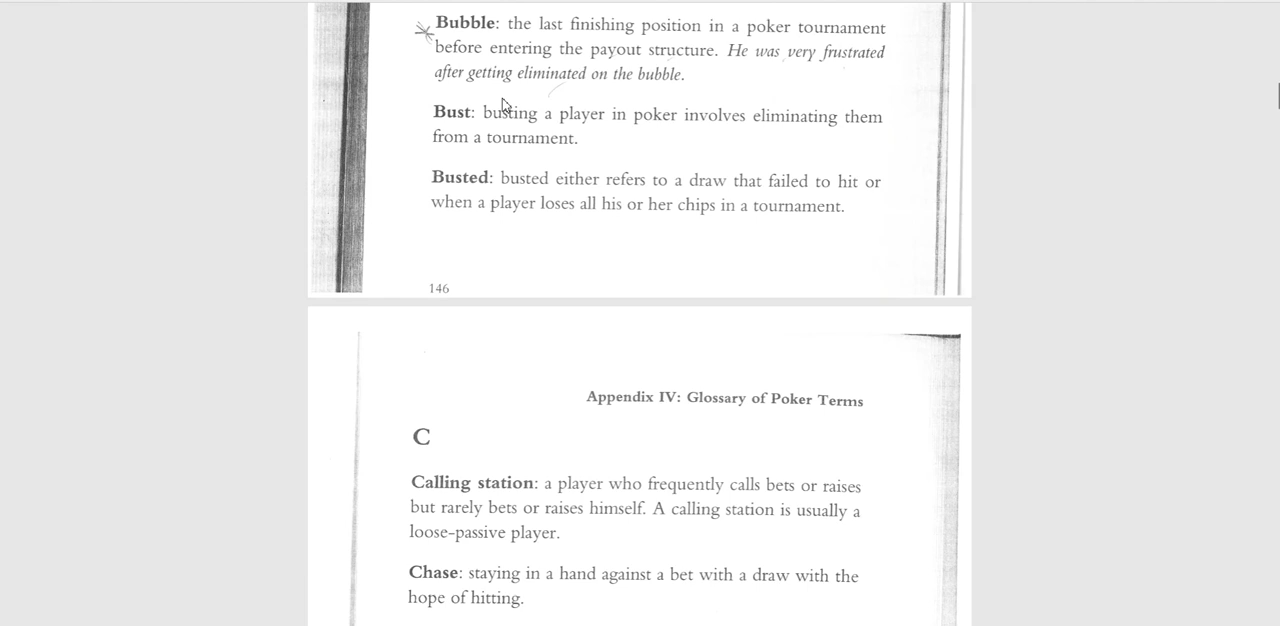 Bubble: the last finishing position in a poker tournament
before entering the payout structure. He was very frustrated
after getting eliminated on the bubble.
Bust: busting a player in poker involves eliminating them
from a tournament.
Busted: busted either refers to a draw that failed to hit or
when a player loses all his or her chips in a tournament.
146
Appendix IV: Glossary of Poker Terms
C
Calling station: a player who frequently calls bets or raises
but rarely bets or raises himself. A calling station is usually a
loose-passive player.
Chase: staying in a hand against a bet with a draw with the
hope of hitting.